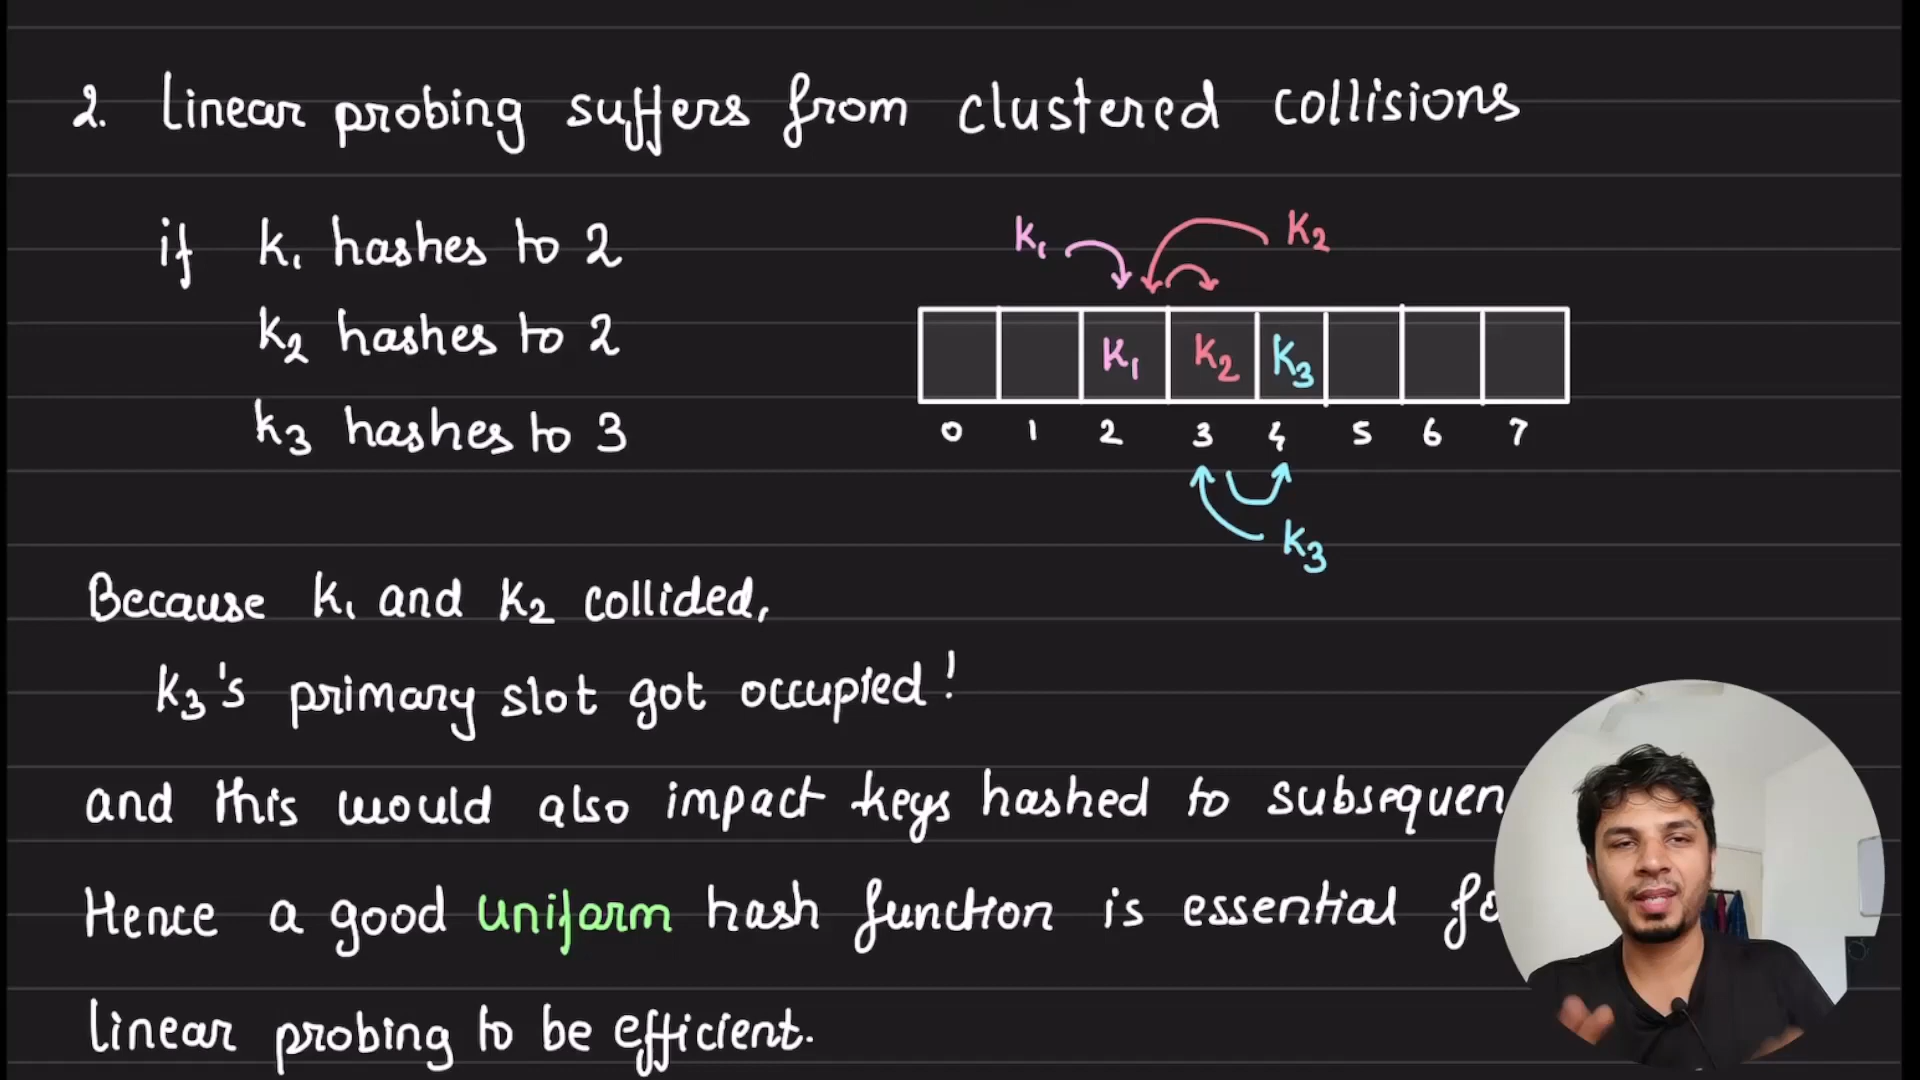 2. Linear probing suffers from clustered collisions
if K1 hashes to 2
K2 hashes to 2
K3 hashes to 3
K1 K2
K1 K2 K3
0 1 2 3 4 5 6 7
K3
Because K1 and K2 collided,
K3's primary slot got occupied!
and this would also impact keys hashed to subsequen
Hence a good uniform hash function is essential fo
linear probing to be efficient.